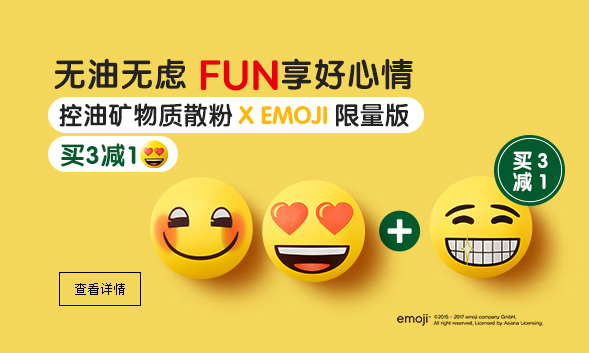 无油无虑 FUN享好心情
控油矿物质散粉 X EMOJI 限量版
买3减1
买 3
减 1
查看详情
emoji™ ©2015 - 2017 emoji company GmbH.
All right reserved, Licensed by Asiana Licensing.